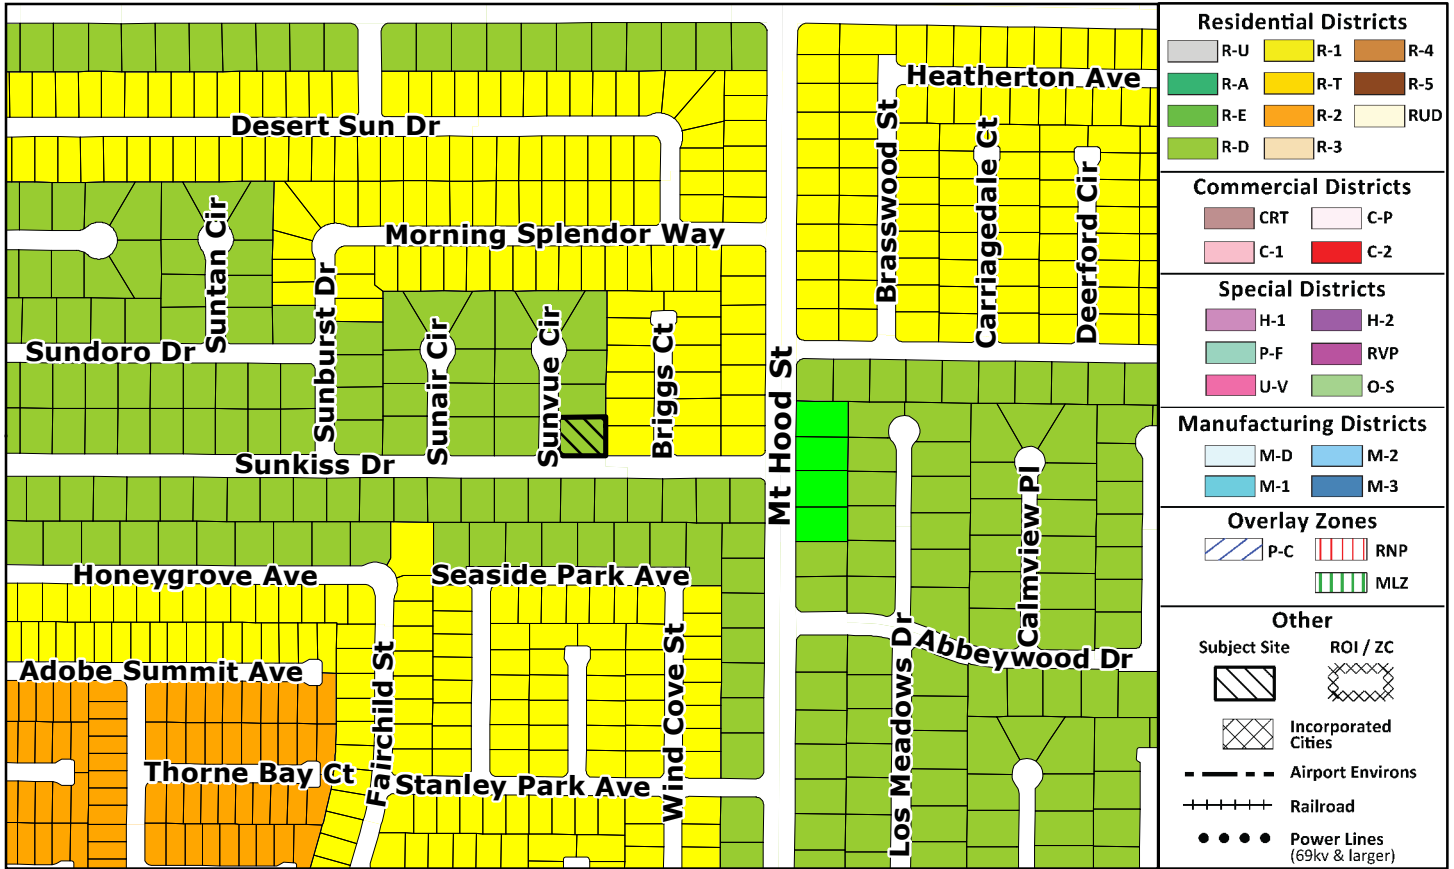 Heatherton Ave
Desert Sun Dr
Brasswood St
Carriagedale Ct
Deerford Cir
Suntan Cir
Morning Splendor Way
Sunburst Dr
Sundoro Dr
Sunair Cir
Sunvue Cir
Briggs Ct
Mt Hood St
Sunkiss Dr
Calmview Pl
Honeygrove Ave
Seaside Park Ave
Los Meadows Dr
Abbeywood Dr
Adobe Summit Ave
Fairchild St
Wind Cove St
Thorne Bay Ct
Stanley Park Ave
Residential Districts
R-U R-1 R-4
R-A R-T R-5
R-E R-2 RUD
R-D R-3
Commercial Districts
CRT C-P
C-1 C-2
Special Districts
H-1 H-2
P-F RVP
U-V O-S
Manufacturing Districts
M-D M-2
M-1 M-3
Overlay Zones
P-C RNP
MLZ
Other
Subject Site ROI / ZC
Incorporated
Cities
Airport Environs
Railroad
Power Lines
(69kv & larger)